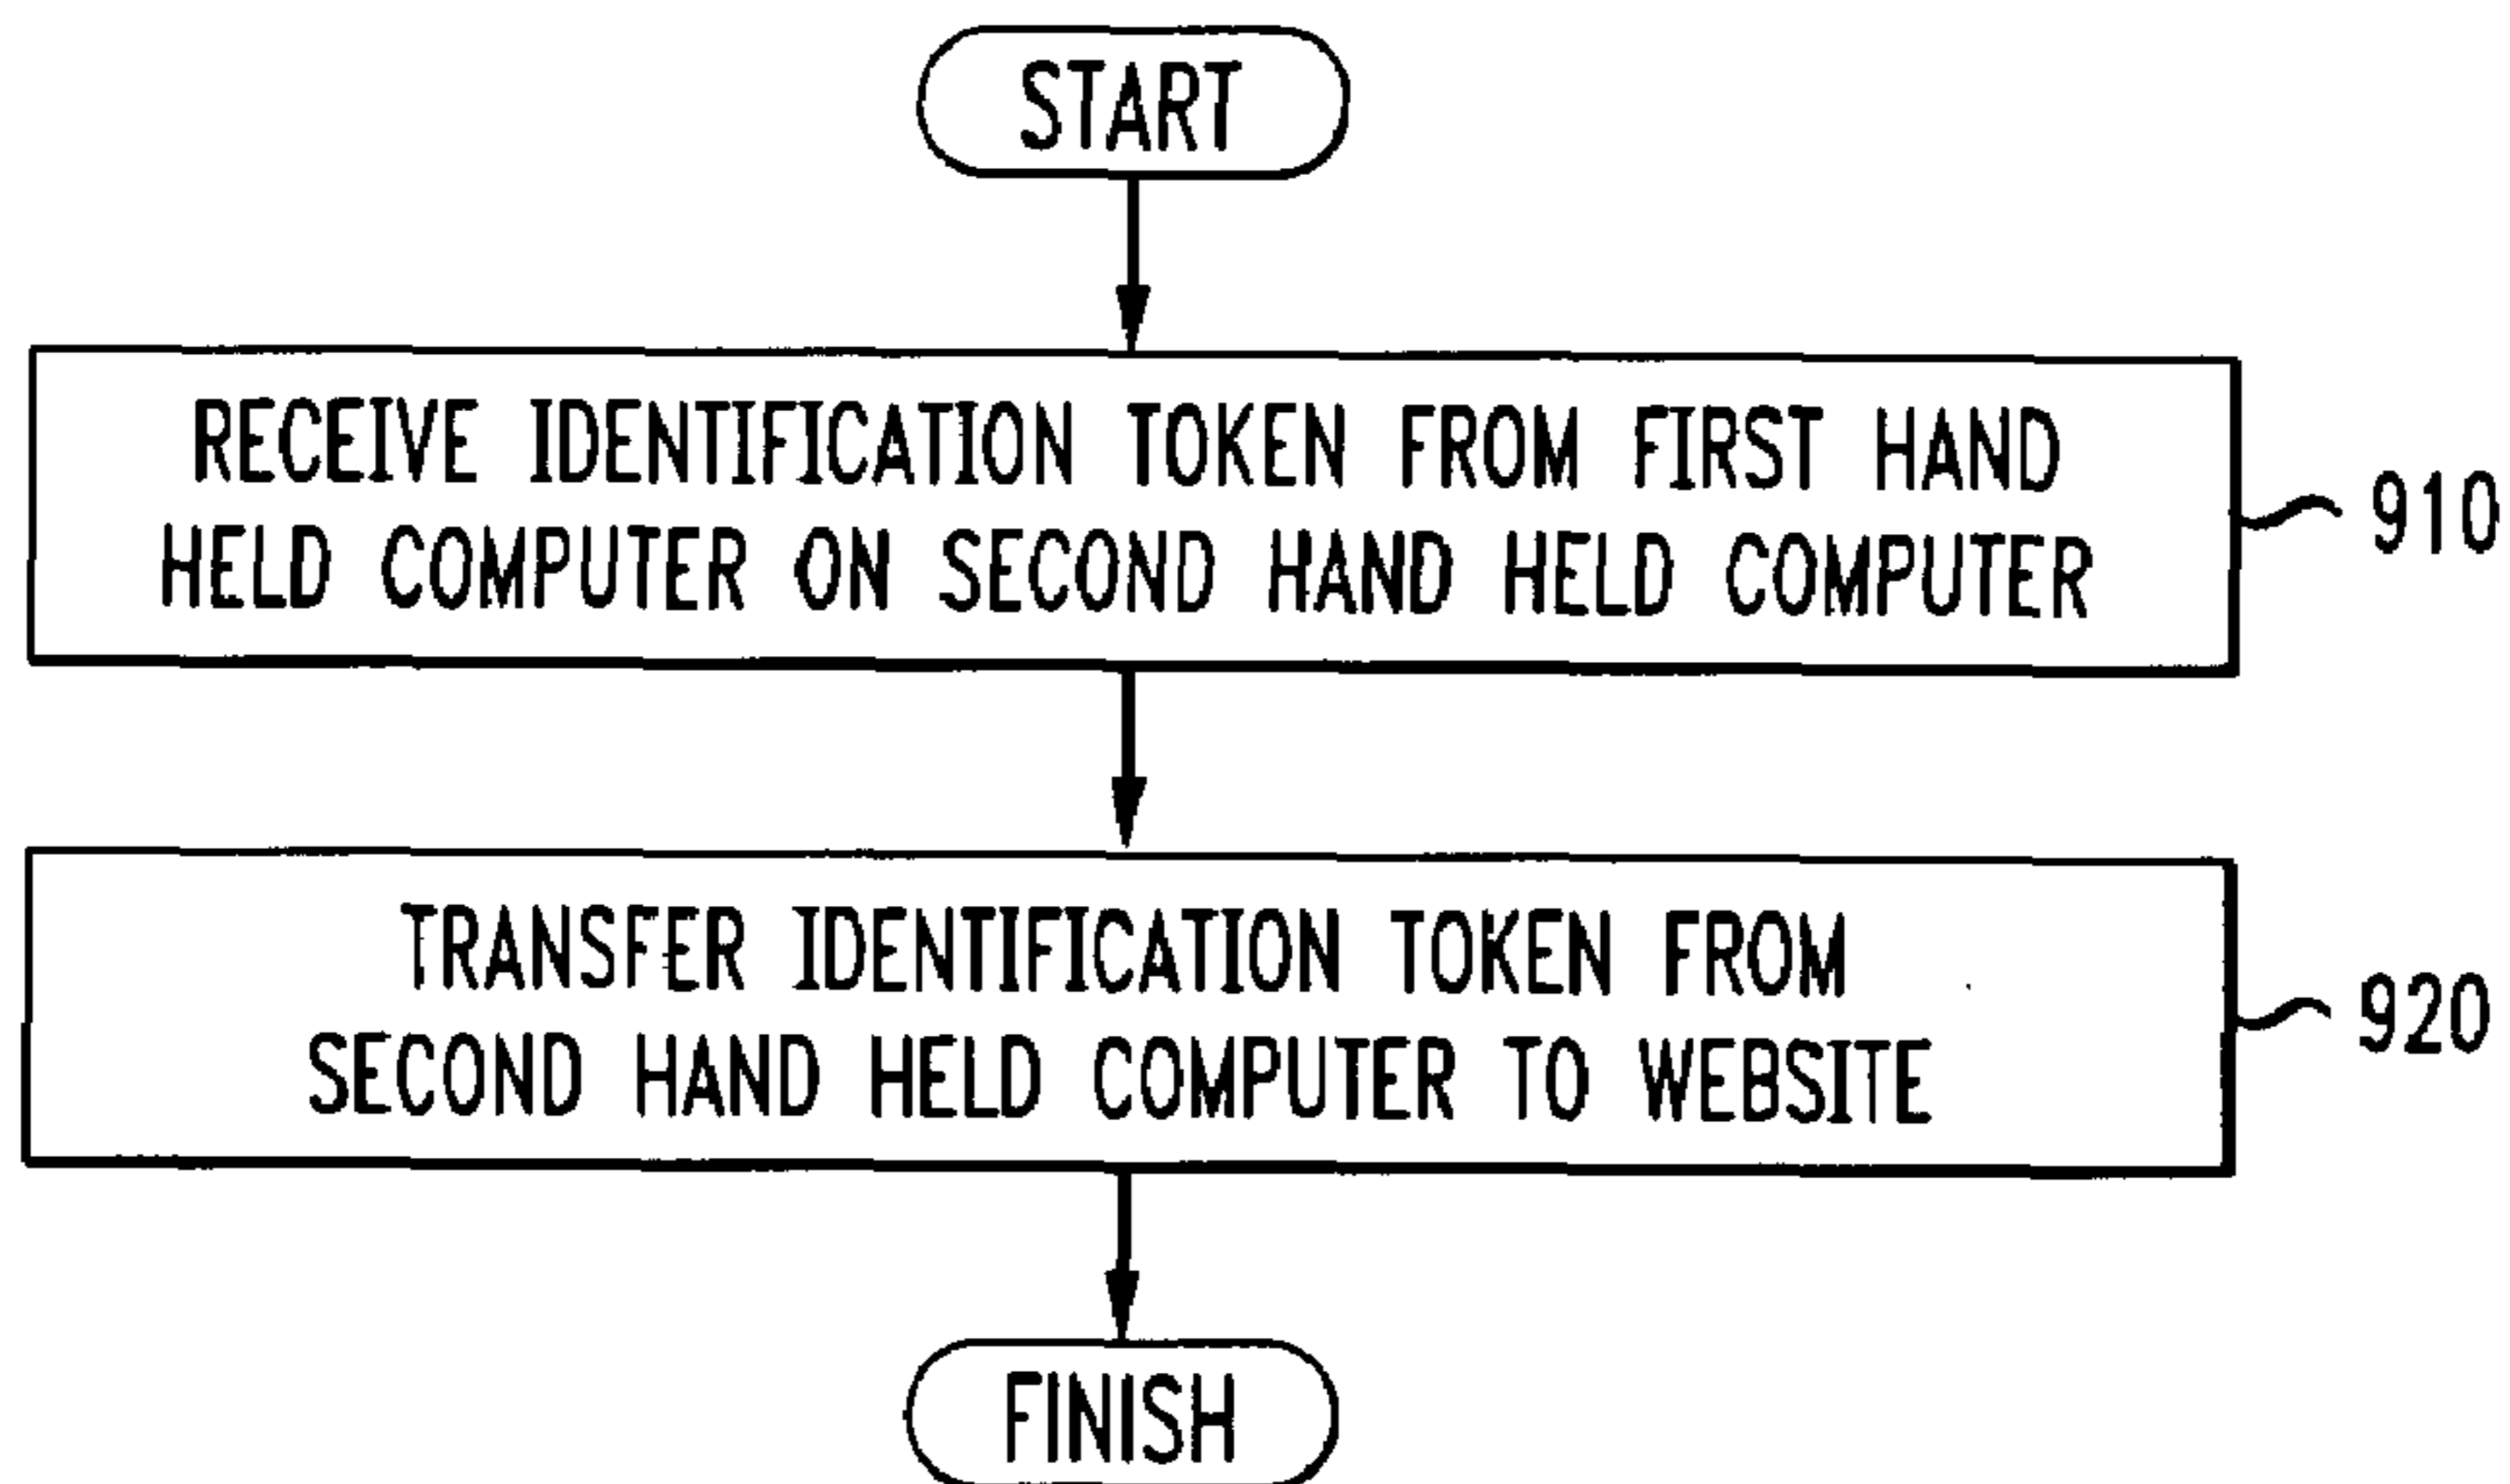 START
RECEIVE IDENTIFICATION TOKEN FROM FIRST HAND
HELD COMPUTER ON SECOND HAND HELD COMPUTER
910
TRANSFER IDENTIFICATION TOKEN FROM
SECOND HAND HELD COMPUTER TO WEBSITE
920
FINISH